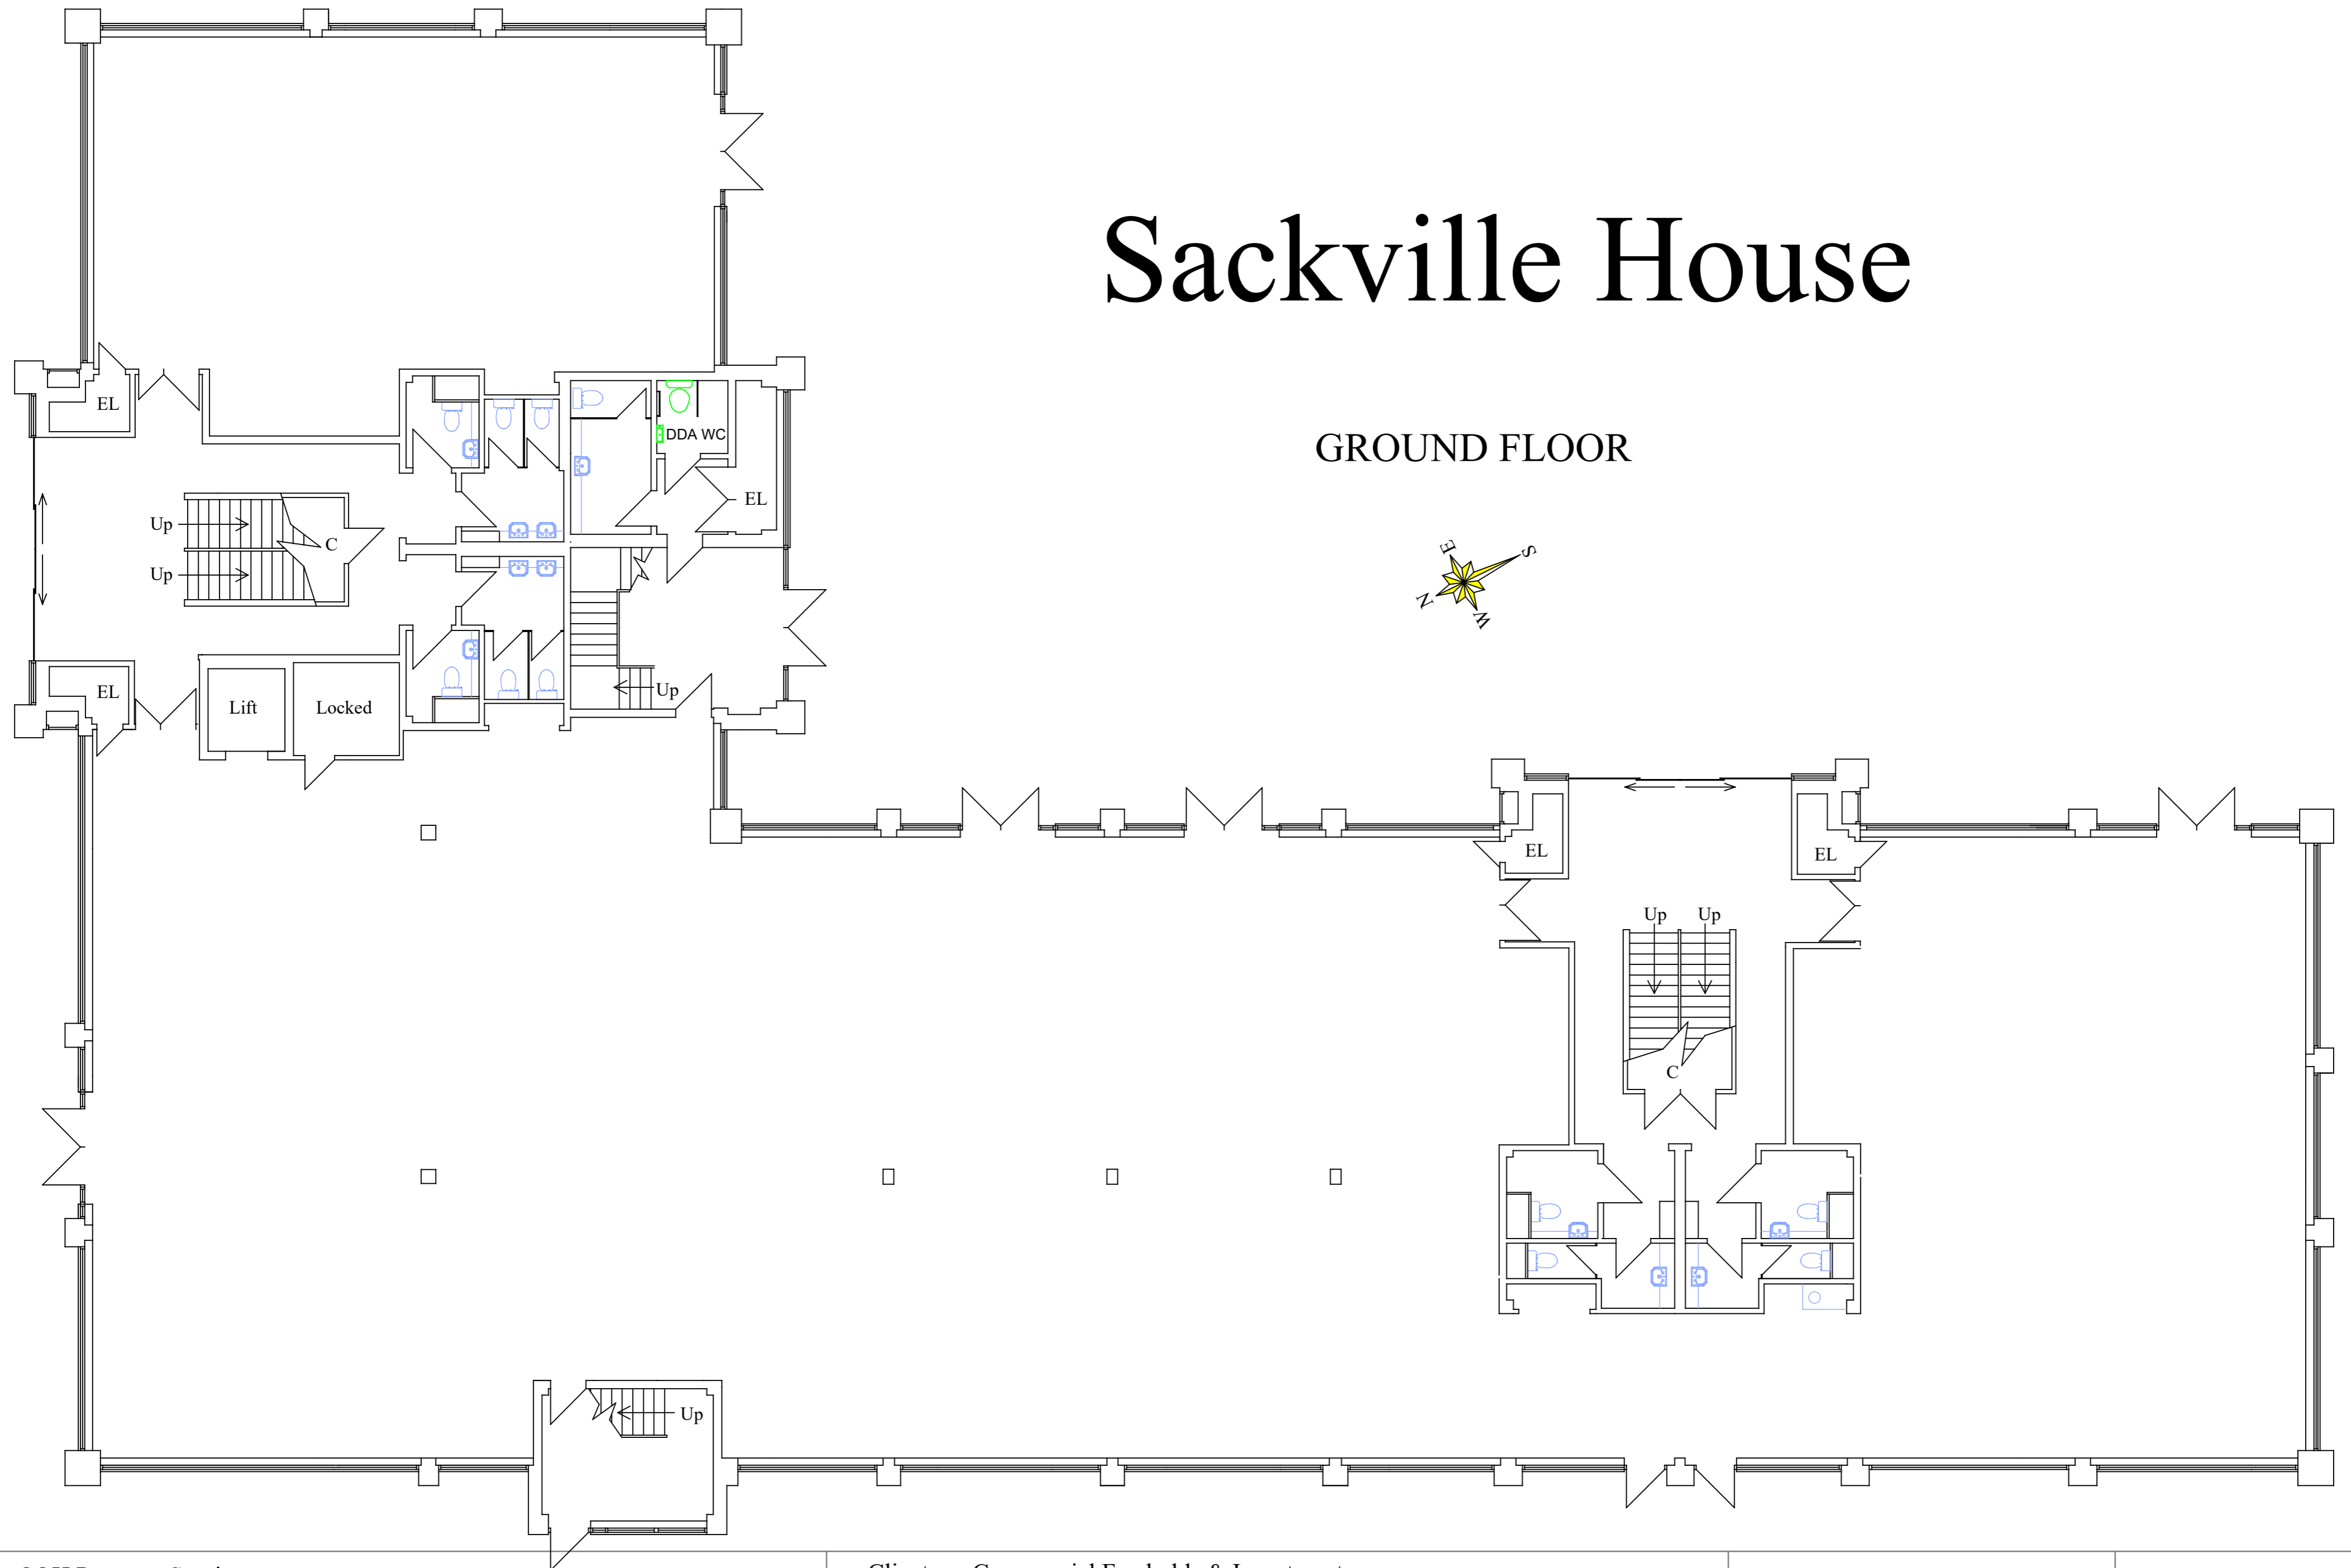 Sackville House
GROUND FLOOR
E
S
N
W
EL
DDA WC
EL
Up
C
Up
EL
Lift
Locked
Up
EL
EL
Up
Up
C
Up